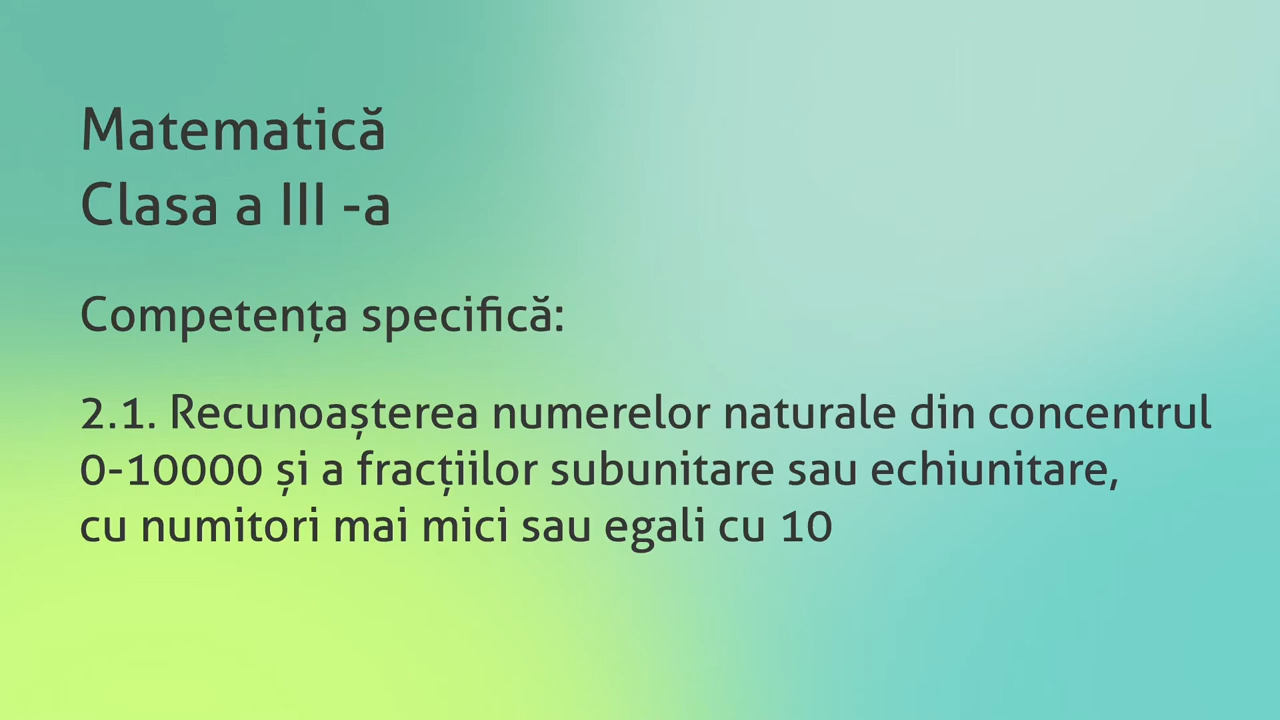 Matematică
Clasa a III -a
Competența specifică:
2.1. Recunoașterea numerelor naturale din concentrul
0-10000 și a fracțiilor subunitare sau echiunitare,
cu numitori mai mici sau egali cu 10